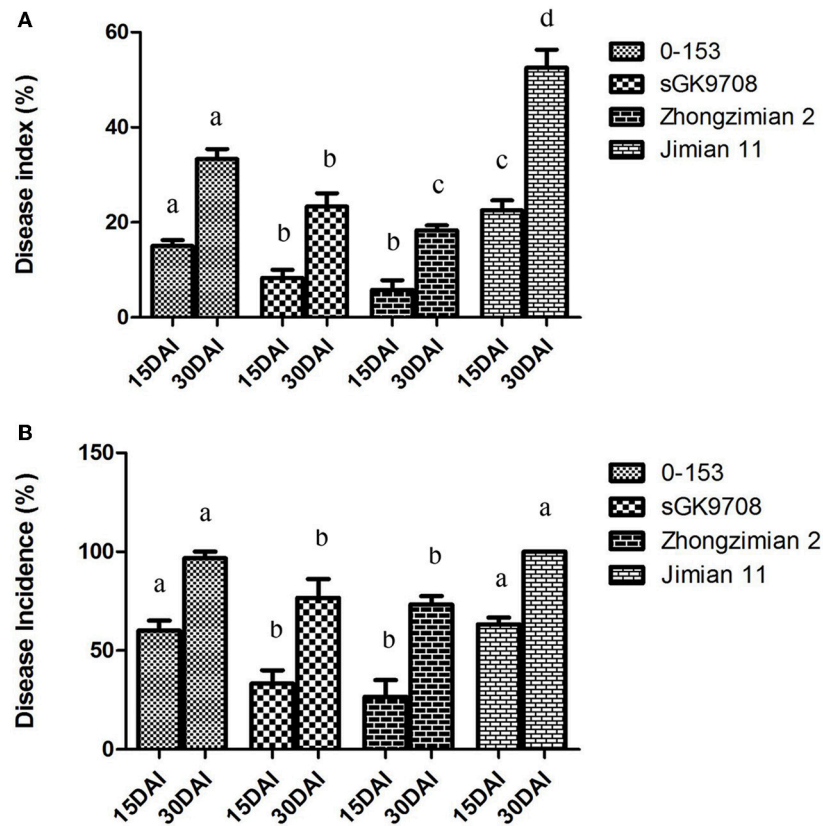 A
Disease index (%)
60
40
20
0
a
a
b
b
b
c
c
d
15DAI
30DAI
15DAI
30DAI
15DAI
30DAI
15DAI
30DAI
0-153
sGK9708
Zhongzimian 2
Jimian 11
B
Disease Incidence (%)
150
100
50
0
a
a
b
b
b
b
a
a
15DAI
30DAI
15DAI
30DAI
15DAI
30DAI
15DAI
30DAI
0-153
sGK9708
Zhongzimian 2
Jimian 11